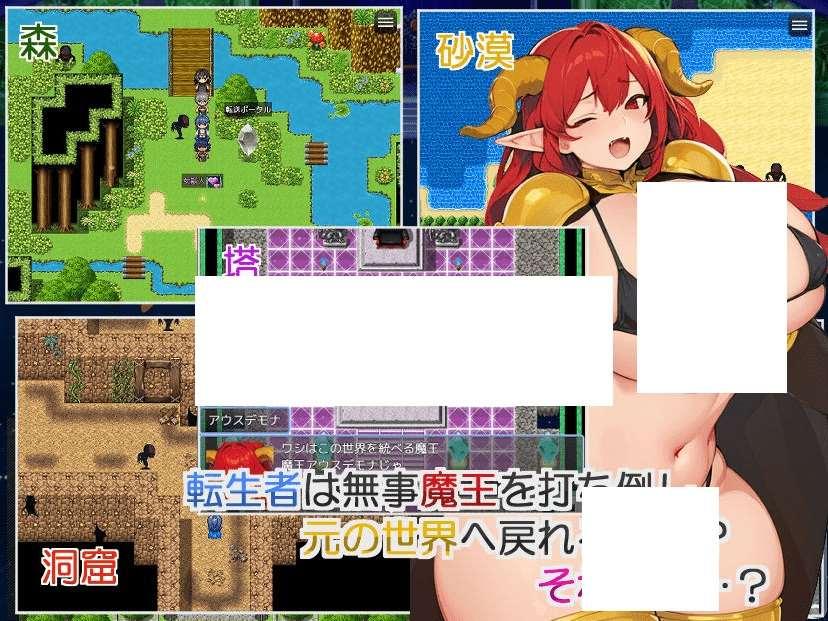 森
転送ポータル
砂漠
塔
アウスデモナ
ワシはこの世界を統べる魔王
魔王アウスデモナじゃ
洞窟
転生者は無事魔王を打ち倒し
元の世界へ戻れ
？